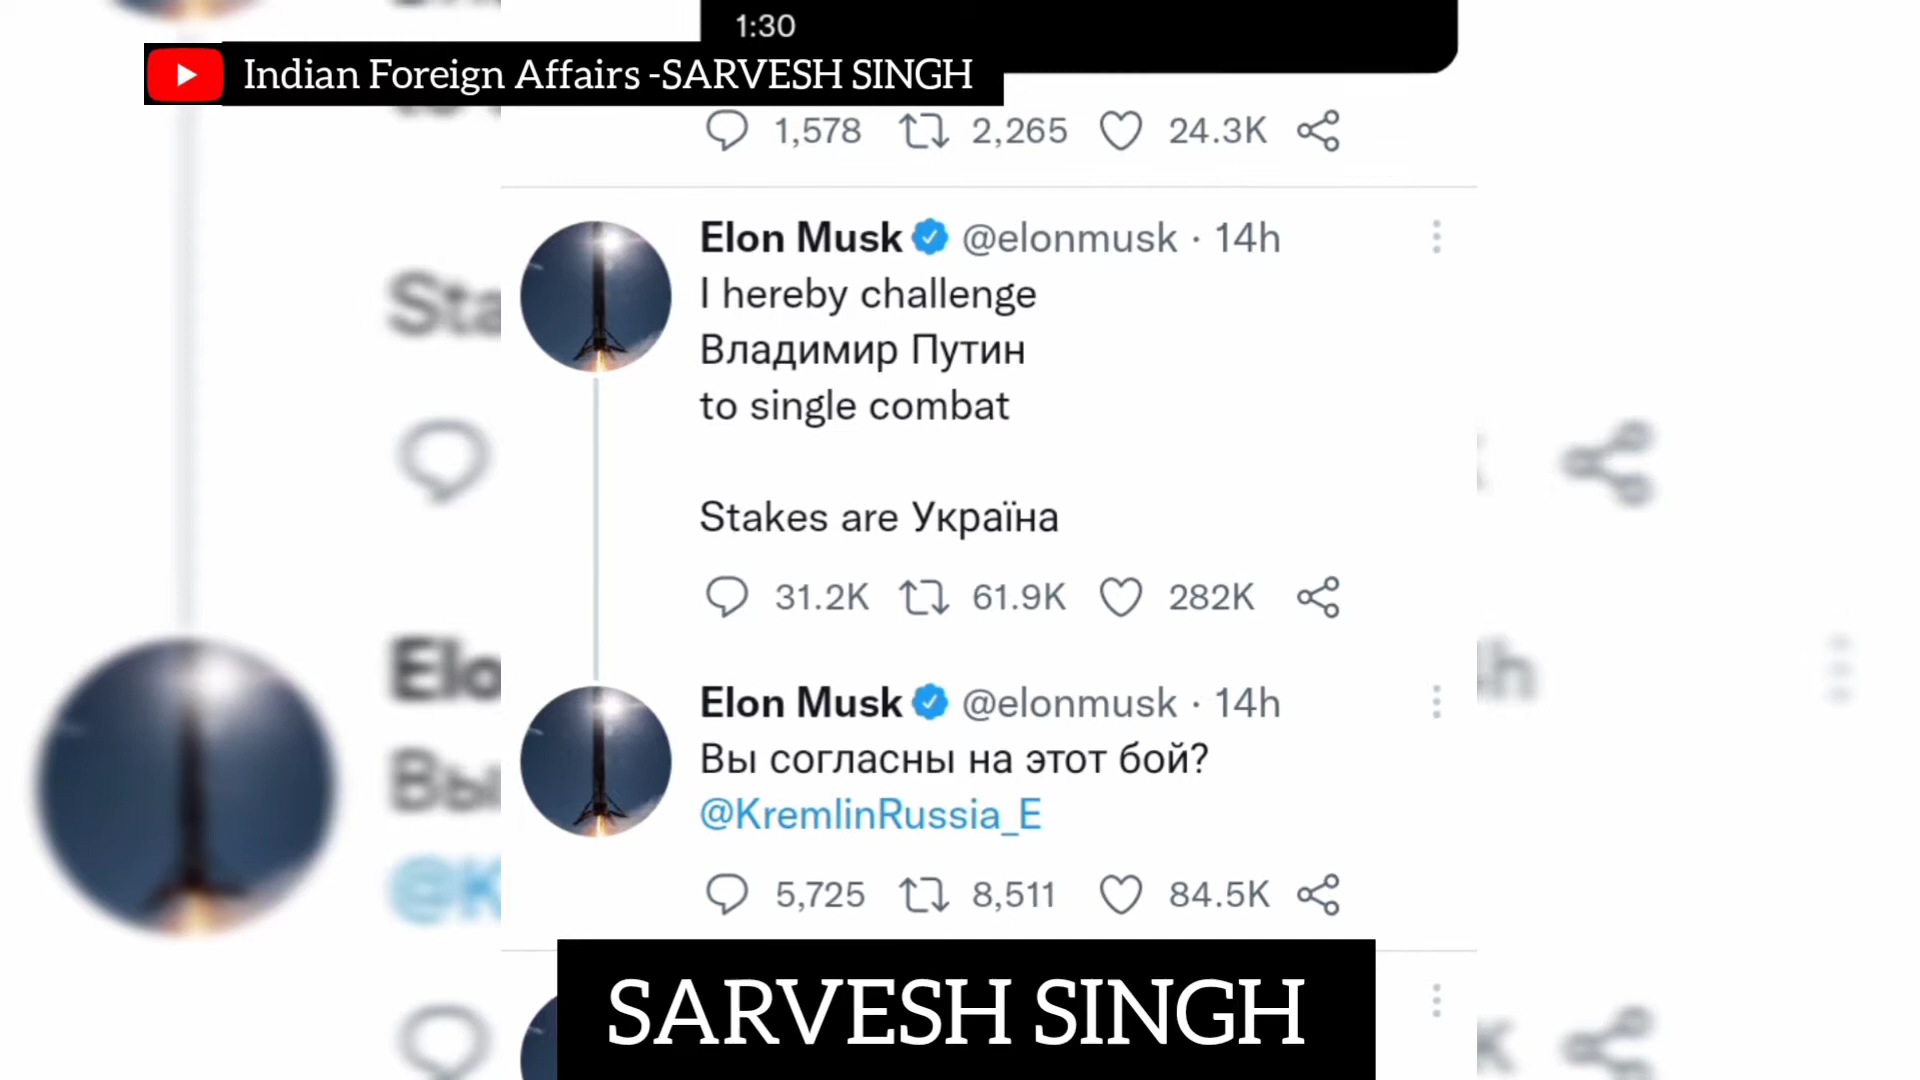 1:30
Indian Foreign Affairs -SARVESH SINGH
1,578 2,265 24.3K
Elon Musk @elonmusk · 14h
I hereby challenge
Владимир Путин
to single combat
Stakes are Україна
31.2K 61.9K 282K
Elon Musk @elonmusk · 14h
Вы согласны на этот бой?
@KremlinRussia_E
5,725 8,511 84.5K
SARVESH SINGH